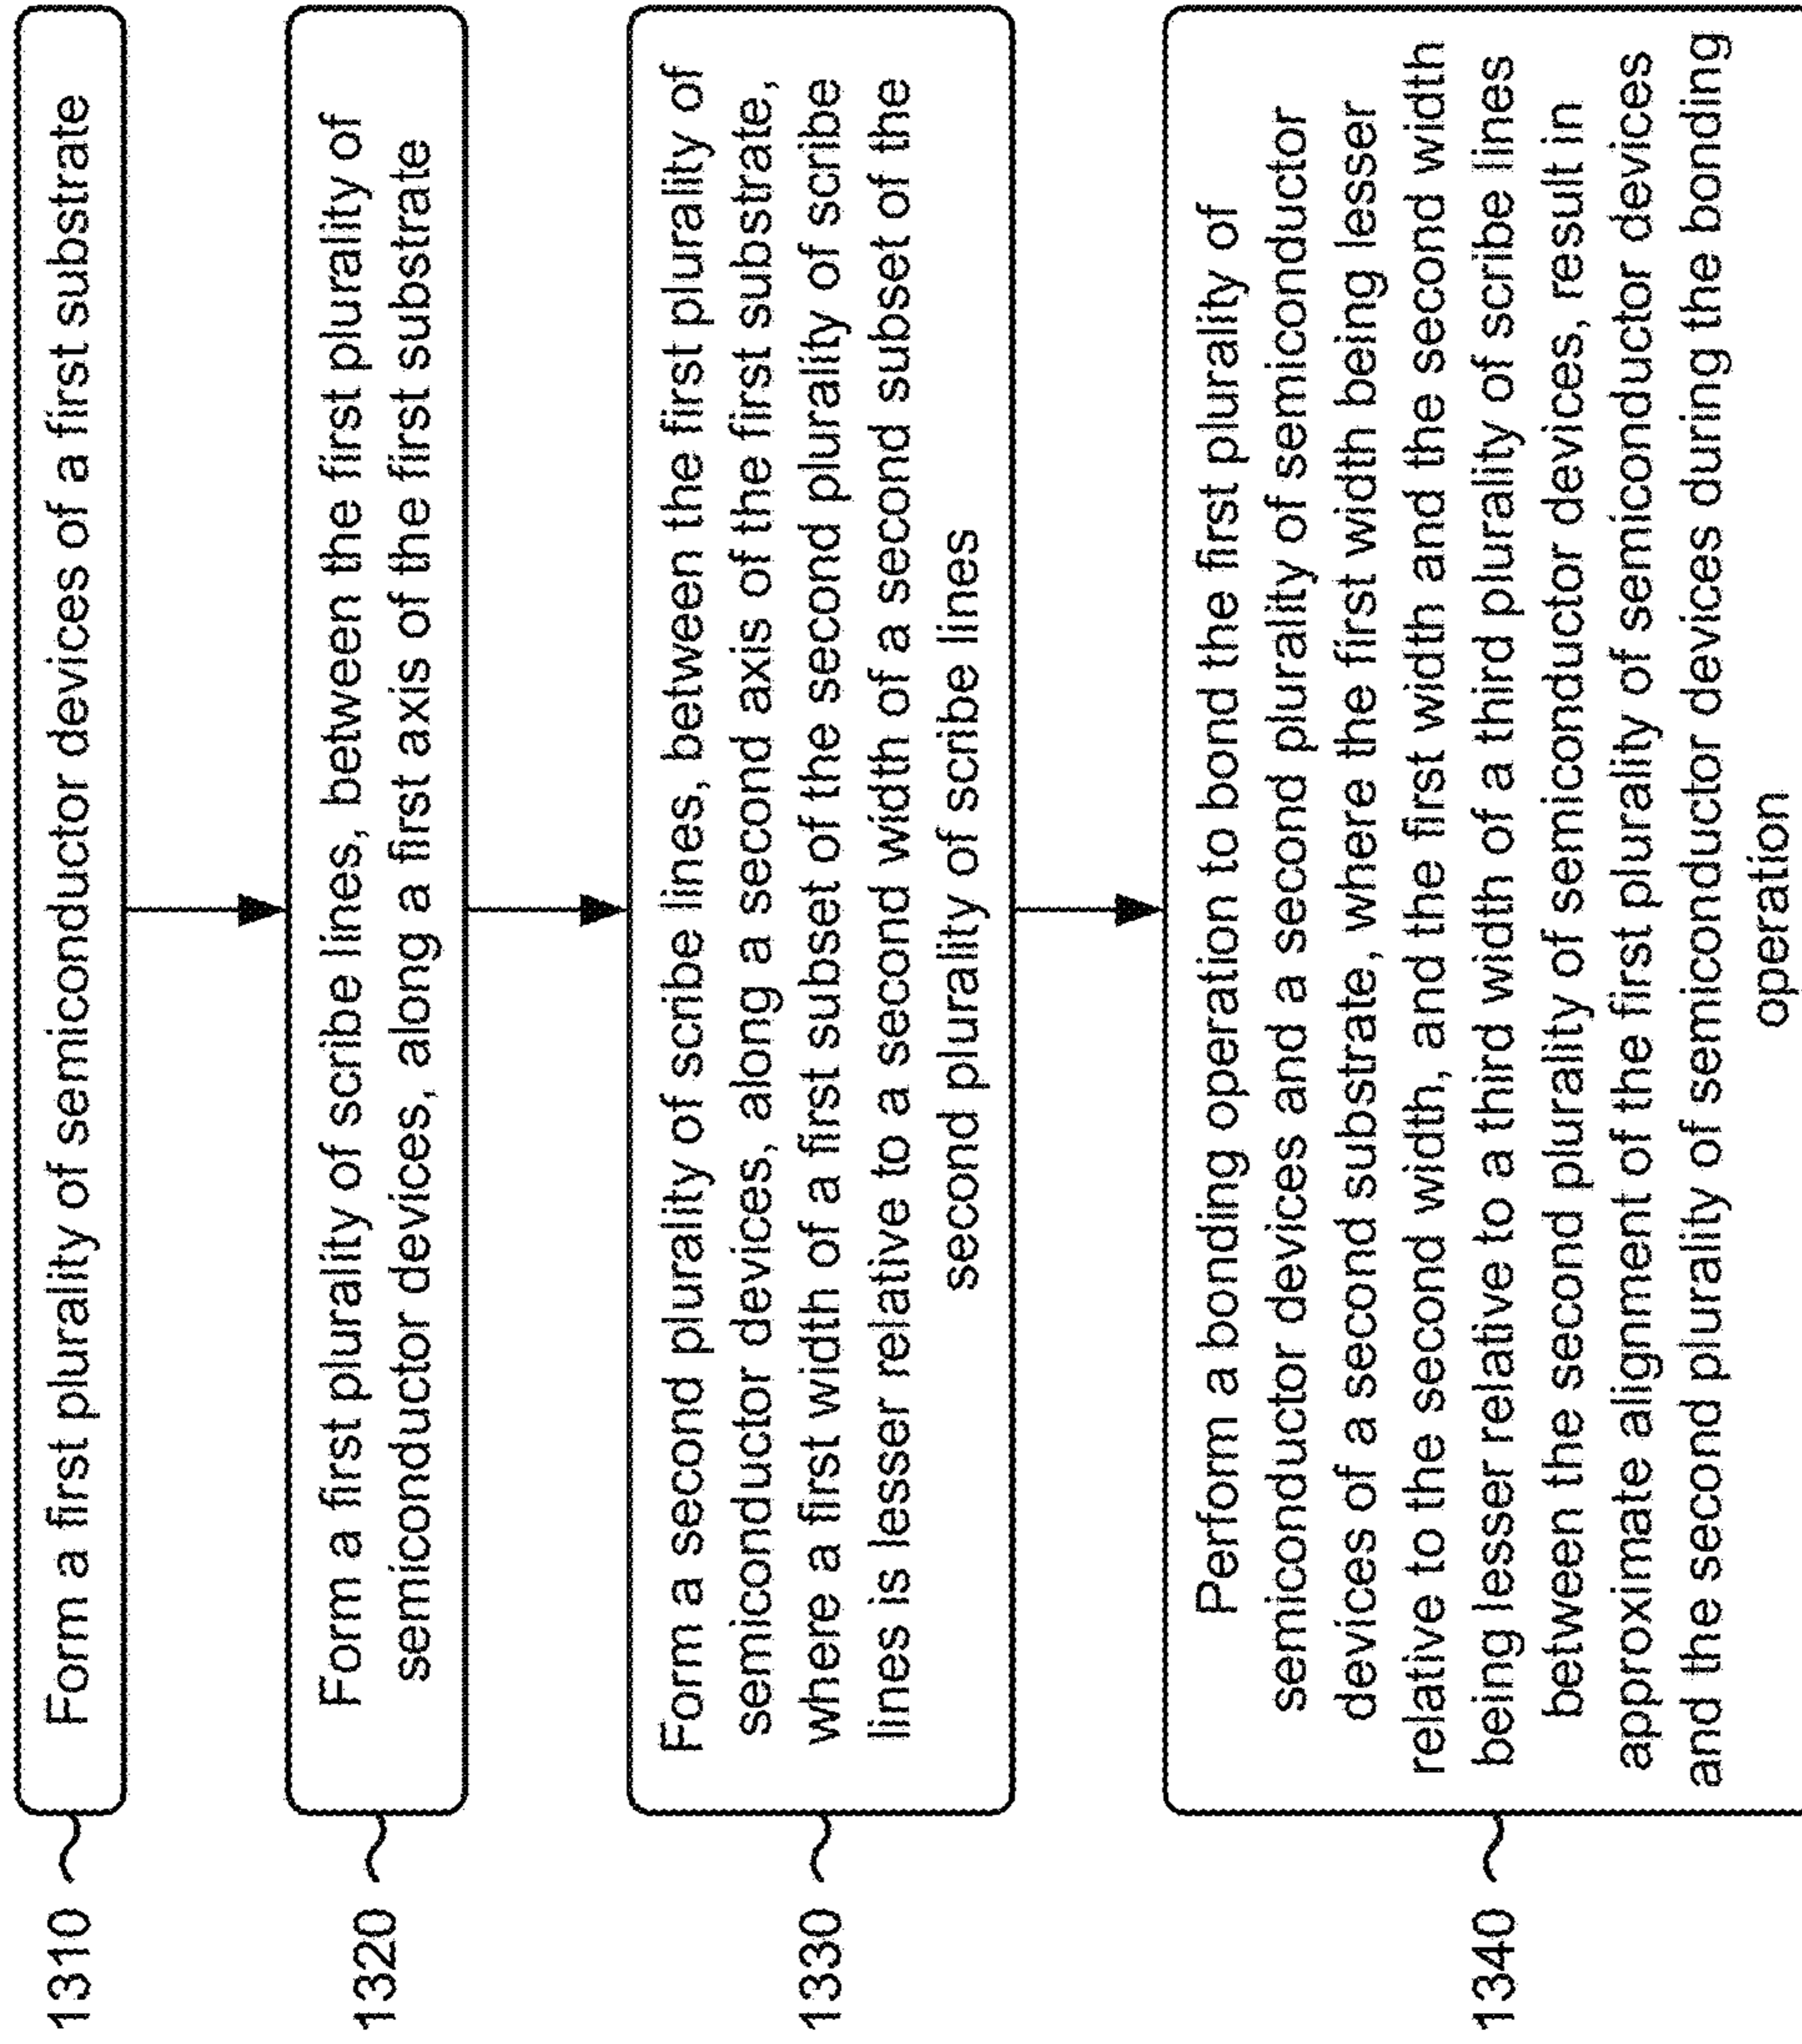 1310
Form a first plurality of semiconductor devices of a first substrate
1320
Form a first plurality of scribe lines, between the first plurality of
semiconductor devices, along a first axis of the first substrate
1330
Form a second plurality of scribe lines, between the first plurality of
semiconductor devices, along a second axis of the first substrate,
where a first width of a first subset of the second plurality of scribe
lines is lesser relative to a second width of a second subset of the
second plurality of scribe lines
1340
Perform a bonding operation to bond the first plurality of
semiconductor devices and a second plurality of semiconductor
devices of a second substrate, where the first width being lesser
relative to the second width, and the first width and the second width
being lesser relative to a third width of a third plurality of scribe lines
between the second plurality of semiconductor devices, result in
approximate alignment of the first plurality of semiconductor devices
and the second plurality of semiconductor devices during the bonding
operation